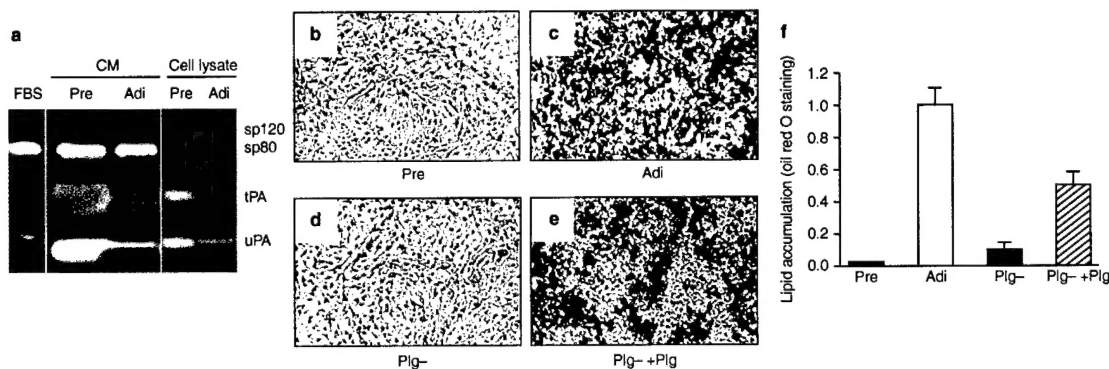 a
CM
Cell lysate
FBS
Pre
Adi
Pre
Adi
sp120
sp80
tPA
uPA
b
Pre
c
Adi
d
Plg–
e
Plg– +Plg
f
Lipid accumulation (oil red O staining)
1.2
1.0
0.8
0.6
0.4
0.2
0.0
Pre
Adi
Plg–
Plg– +Plg